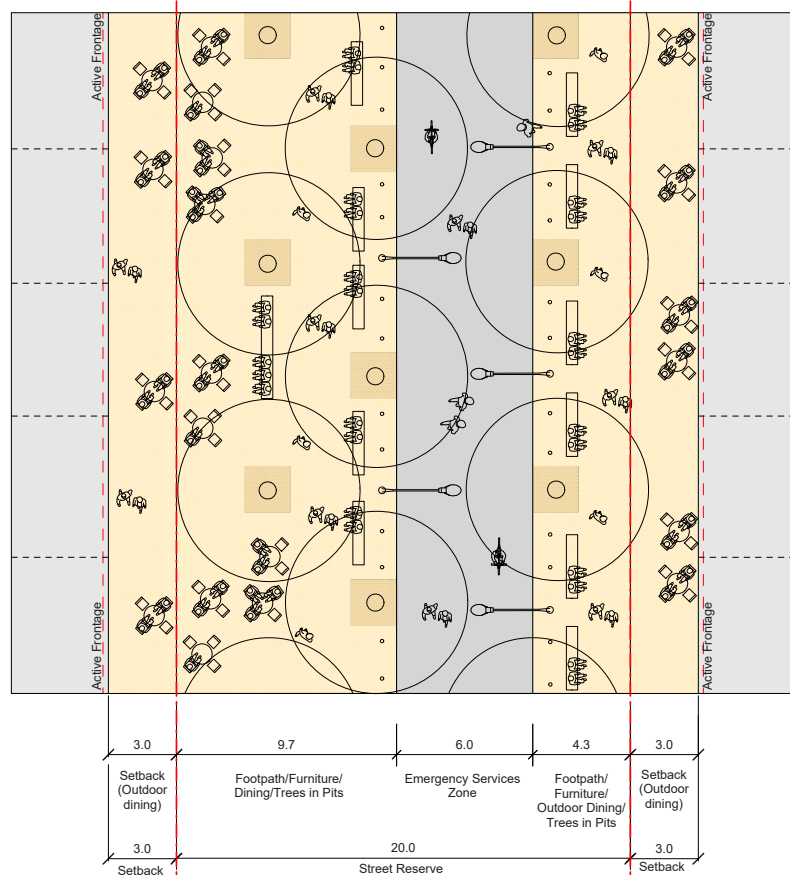 Active Frontage
Active Frontage
Active Frontage
Active Frontage
3.0
9.7
6.0
4.3
3.0
Setback
(Outdoor
dining)
Footpath/Furniture/
Dining/Trees in Pits
Emergency Services
Zone
Footpath/
Furniture/
Outdoor Dining/
Trees in Pits
Setback
(Outdoor
dining)
3.0
20.0
3.0
Setback
Street Reserve
Setback